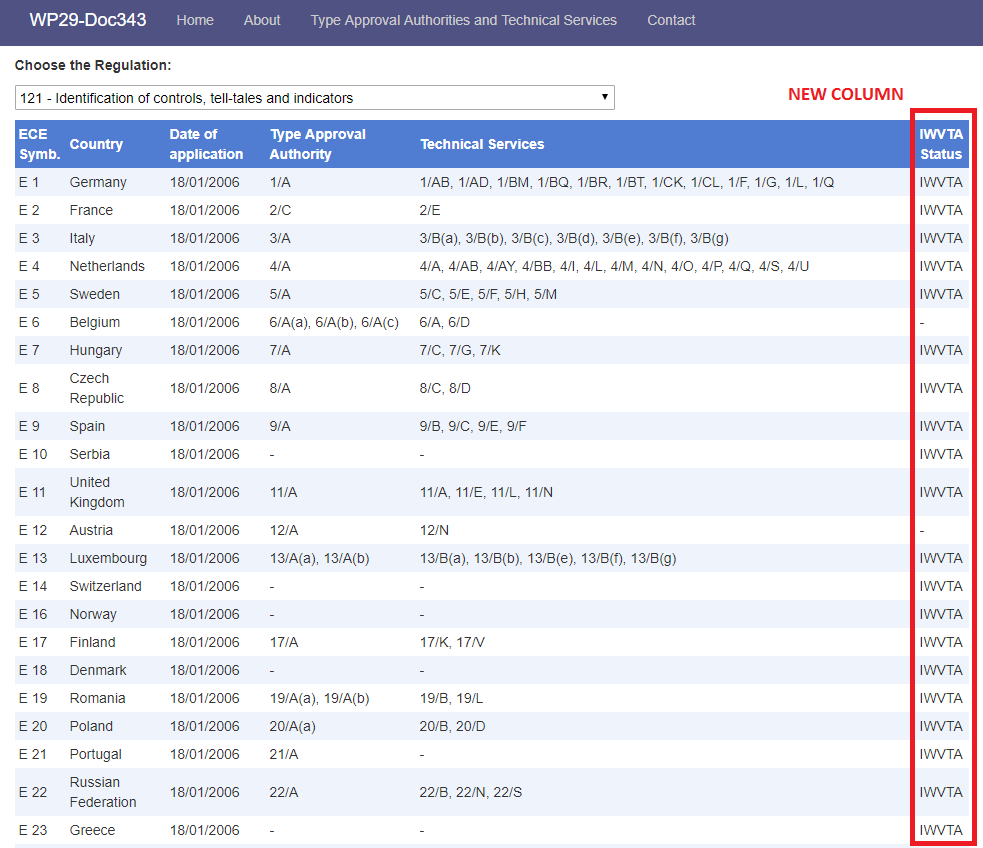 WP29-Doc343 Home About Type Approval Authorities and Technical Services Contact
Choose the Regulation:
121 - Identification of controls, tell-tales and indicators
NEW COLUMN
ECE Symb. Country Date of application Type Approval Authority Technical Services IWVTA Status
E 1 Germany 18/01/2006 1/A 1/AB, 1/AD, 1/BM, 1/BQ, 1/BR, 1/BT, 1/CK, 1/CL, 1/F, 1/G, 1/L, 1/Q IWVTA
E 2 France 18/01/2006 2/C 2/E IWVTA
E 3 Italy 18/01/2006 3/A 3/B(a), 3/B(b), 3/B(c), 3/B(d), 3/B(e), 3/B(f), 3/B(g) IWVTA
E 4 Netherlands 18/01/2006 4/A 4/A, 4/AB, 4/AY, 4/BB, 4/I, 4/L, 4/M, 4/N, 4/O, 4/P, 4/Q, 4/S, 4/U IWVTA
E 5 Sweden 18/01/2006 5/A 5/C, 5/E, 5/F, 5/H, 5/M IWVTA
E 6 Belgium 18/01/2006 6/A(a), 6/A(b), 6/A(c) 6/A, 6/D -
E 7 Hungary 18/01/2006 7/A 7/C, 7/G, 7/K IWVTA
E 8 Czech Republic 18/01/2006 8/A 8/C, 8/D IWVTA
E 9 Spain 18/01/2006 9/A 9/B, 9/C, 9/E, 9/F IWVTA
E 10 Serbia 18/01/2006 - - IWVTA
E 11 United Kingdom 18/01/2006 11/A 11/A, 11/E, 11/L, 11/N IWVTA
E 12 Austria 18/01/2006 12/A 12/N -
E 13 Luxembourg 18/01/2006 13/A(a), 13/A(b) 13/B(a), 13/B(b), 13/B(e), 13/B(f), 13/B(g) IWVTA
E 14 Switzerland 18/01/2006 - - IWVTA
E 16 Norway 18/01/2006 - - IWVTA
E 17 Finland 18/01/2006 17/A 17/K, 17/V IWVTA
E 18 Denmark 18/01/2006 - - IWVTA
E 19 Romania 18/01/2006 19/A(a), 19/A(b) 19/B, 19/L IWVTA
E 20 Poland 18/01/2006 20/A(a) 20/B, 20/D IWVTA
E 21 Portugal 18/01/2006 21/A - IWVTA
E 22 Russian Federation 18/01/2006 22/A 22/B, 22/N, 22/S IWVTA
E 23 Greece 18/01/2006 - - IWVTA